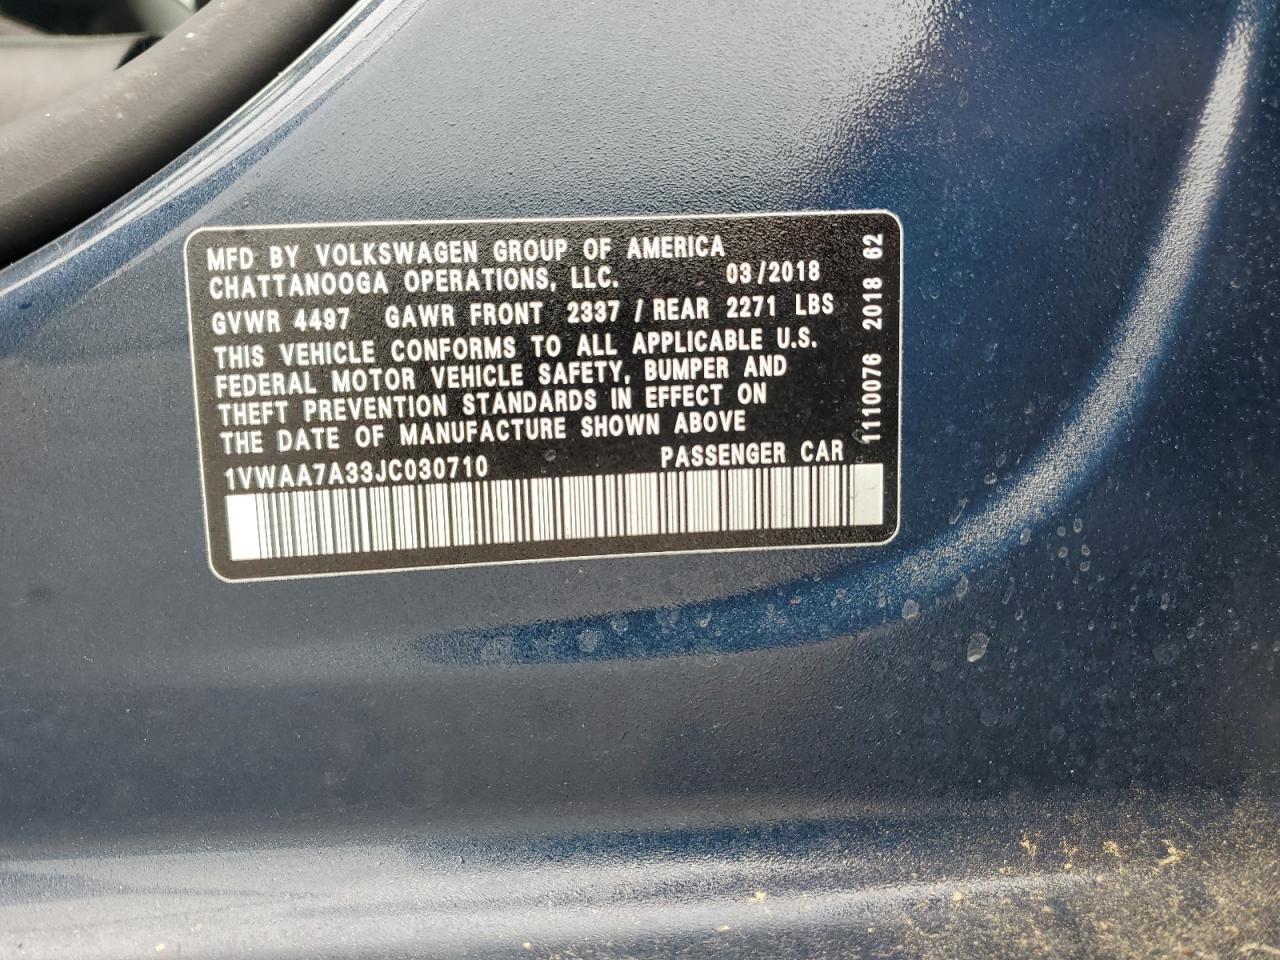 MFD BY VOLKSWAGEN GROUP OF AMERICA
CHATTANOOGA OPERATIONS, LLC. 03/2018
GVWR 4497 GAWR FRONT 2337 / REAR 2271 LBS
THIS VEHICLE CONFORMS TO ALL APPLICABLE U.S.
FEDERAL MOTOR VEHICLE SAFETY, BUMPER AND
THEFT PREVENTION STANDARDS IN EFFECT ON
THE DATE OF MANUFACTURE SHOWN ABOVE
1VWAA7A33JC030710 PASSENGER CAR
1110076 2018 62